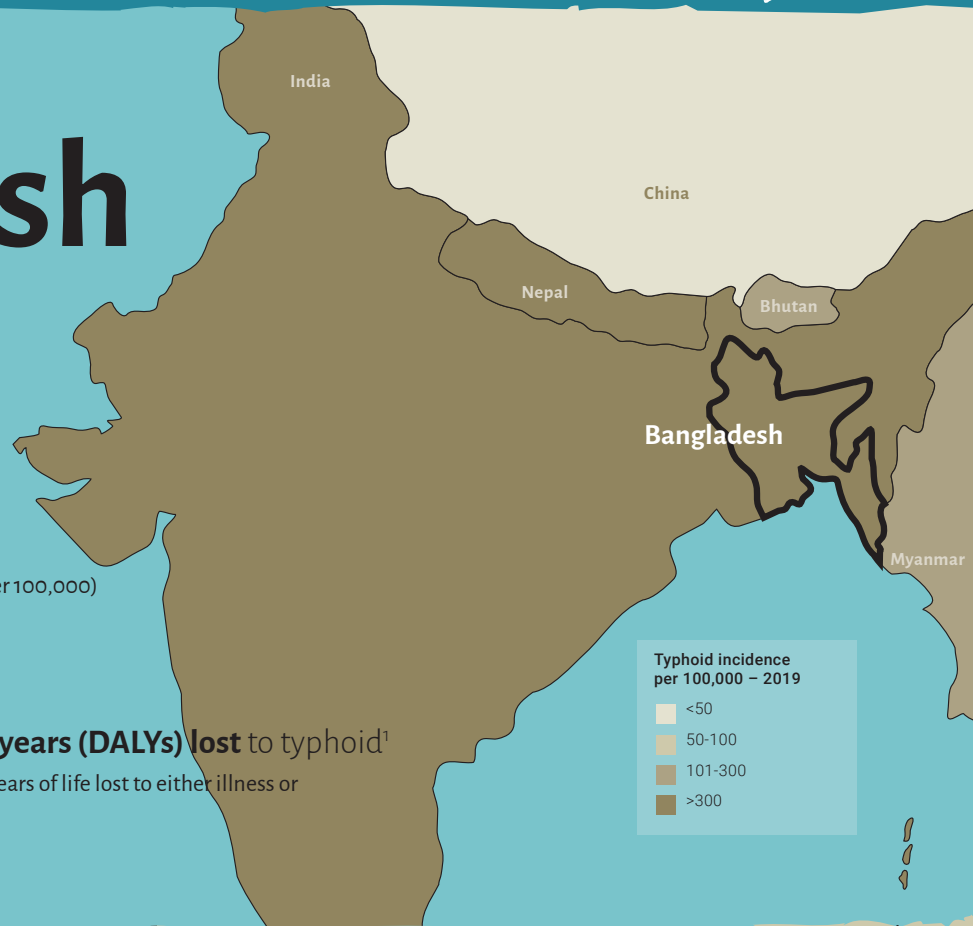 India
sh
China
Nepal
Bhutan
Bangladesh
Myanmar
er 100,000)
Typhoid incidence
per 100,000 – 2019
<50
50-100
101-300
>300
years (DALYs) lost to typhoid¹
ears of life lost to either illness or